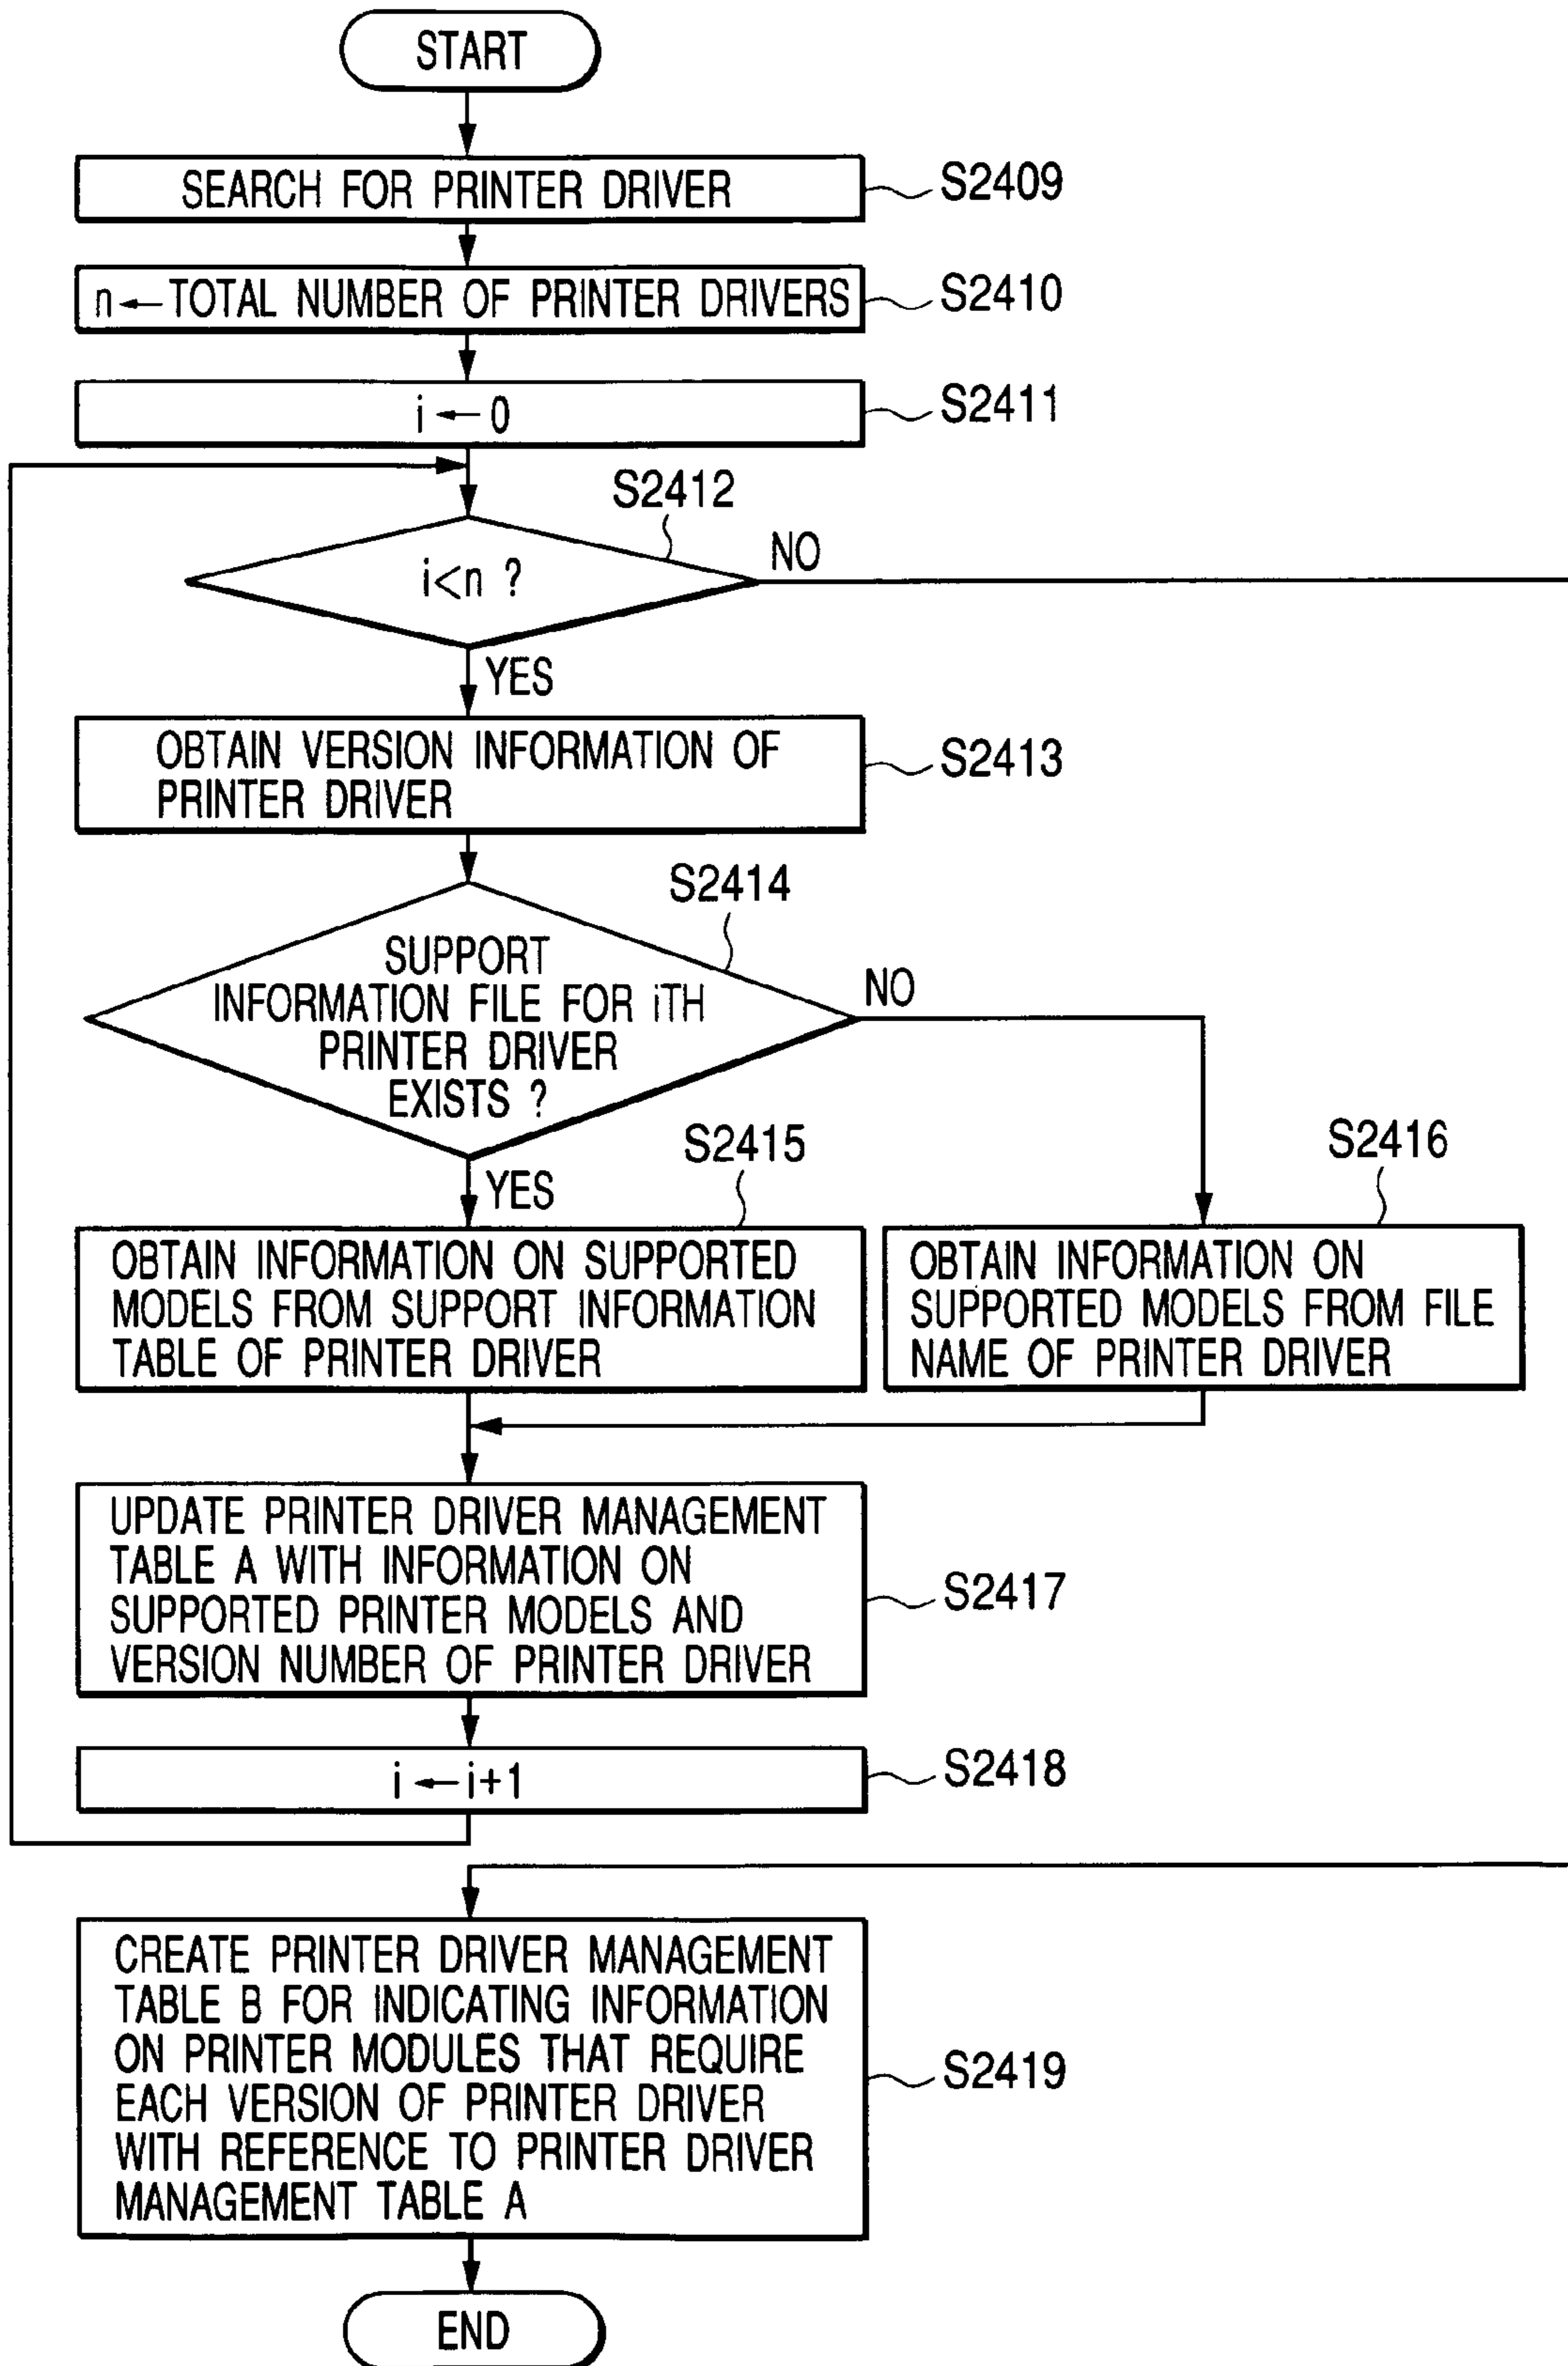 START
SEARCH FOR PRINTER DRIVER
S2409
n←TOTAL NUMBER OF PRINTER DRIVERS
S2410
i ← 0
S2411
S2412
i<n ?
NO
YES
OBTAIN VERSION INFORMATION OF
PRINTER DRIVER
S2413
S2414
SUPPORT
INFORMATION FILE FOR iTH
PRINTER DRIVER
EXISTS ?
NO
YES
S2415
OBTAIN INFORMATION ON SUPPORTED
MODELS FROM SUPPORT INFORMATION
TABLE OF PRINTER DRIVER
S2416
OBTAIN INFORMATION ON
SUPPORTED MODELS FROM FILE
NAME OF PRINTER DRIVER
UPDATE PRINTER DRIVER MANAGEMENT
TABLE A WITH INFORMATION ON
SUPPORTED PRINTER MODELS AND
VERSION NUMBER OF PRINTER DRIVER
S2417
i ← i+1
S2418
CREATE PRINTER DRIVER MANAGEMENT
TABLE B FOR INDICATING INFORMATION
ON PRINTER MODULES THAT REQUIRE
EACH VERSION OF PRINTER DRIVER
WITH REFERENCE TO PRINTER DRIVER
MANAGEMENT TABLE A
S2419
END